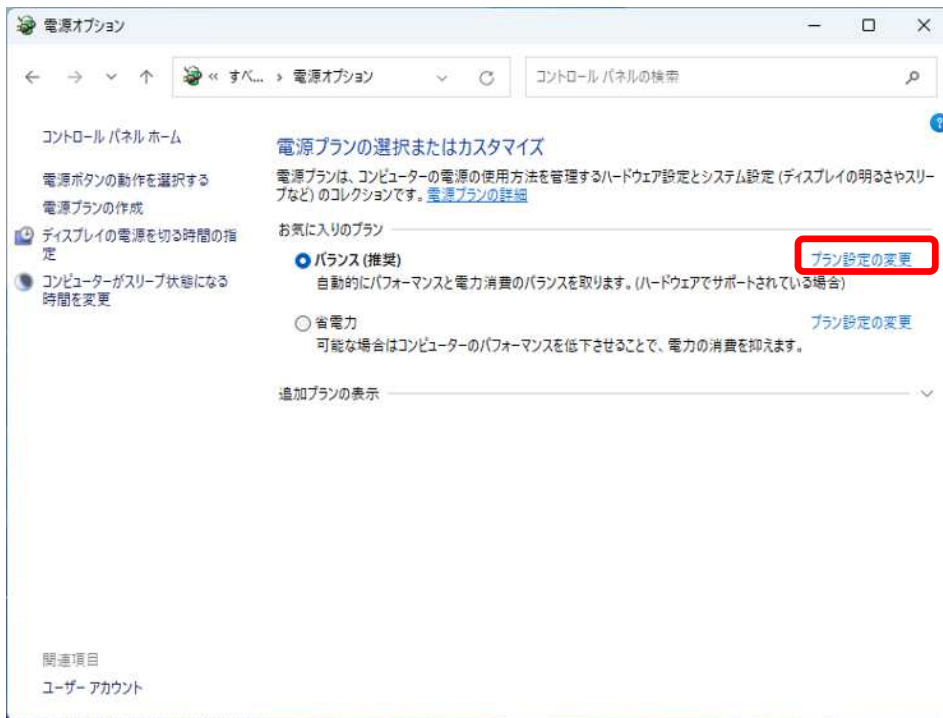 電源オプション
« すべ... › 電源オプション
コントロール パネルの検索
コントロール パネル ホーム
電源ボタンの動作を選択する
電源プランの作成
ディスプレイの電源を切る時間の指
定
コンピューターがスリープ状態になる
時間を変更
電源プランの選択またはカスタマイズ
電源プランは、コンピューターの電源の使用方法を管理するハードウェア設定とシステム設定 (ディスプレイの明るさやスリー
プなど) のコレクションです。電源プランの詳細
お気に入りのプラン
バランス (推奨) プラン設定の変更
自動的にパフォーマンスと電力消費のバランスを取ります。(ハードウェアでサポートされている場合)
省電力 プラン設定の変更
可能な場合はコンピューターのパフォーマンスを低下させることで、電力の消費を抑えます。
追加プランの表示
関連項目
ユーザー アカウント